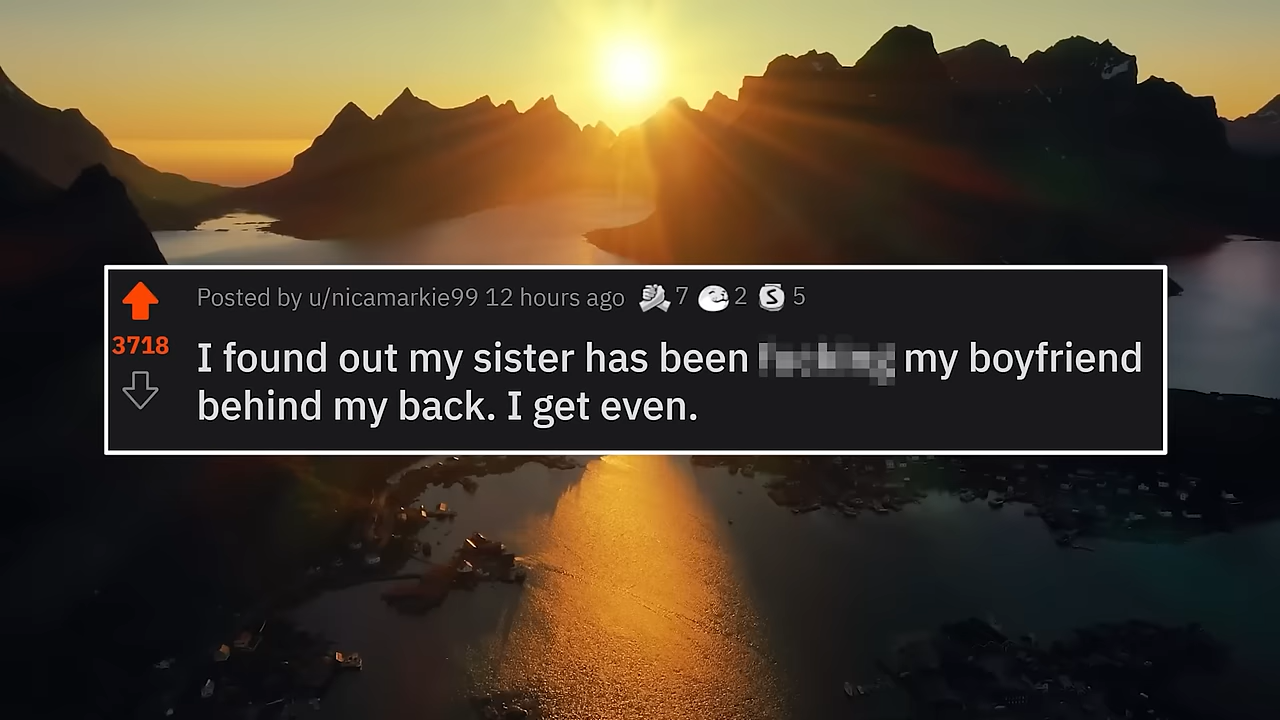 Posted by u/nicamarkie99 12 hours ago 7 2 5
3718
I found out my sister has been my boyfriend
behind my back. I get even.